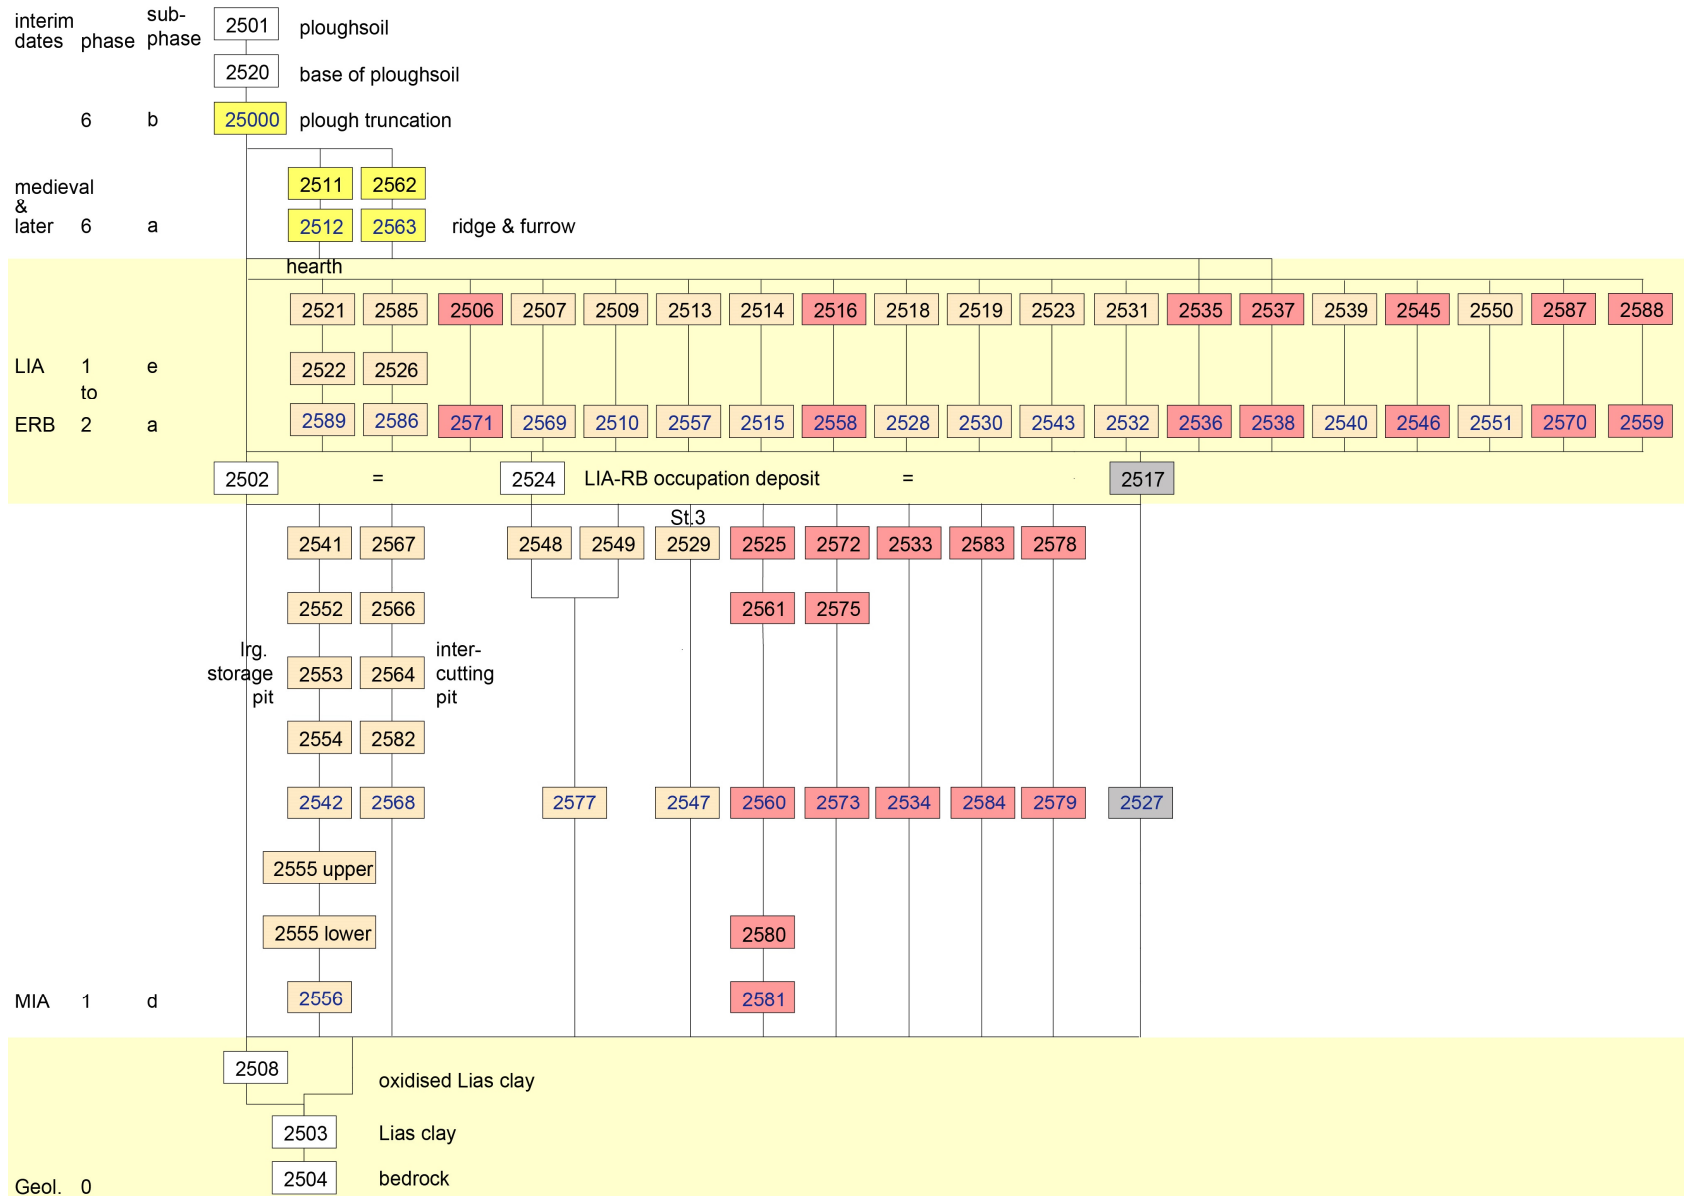 interim dates phase sub-phase 2501 ploughsoil
2520 base of ploughsoil
6 b 25000 plough truncation
2511 2562
medieval
&
later 6 a 2512 2563 ridge & furrow
hearth
2521 2585 2506 2507 2509 2513 2514 2516 2518 2519 2523 2531 2535 2537 2539 2545 2550 2587 2588
LIA 1 e 2522 2526
to
ERB 2 a 2589 2586 2571 2569 2510 2557 2515 2558 2528 2530 2543 2532 2536 2538 2540 2546 2551 2570 2559
2502 = 2524 LIA-RB occupation deposit = 2517
St.3
2541 2567 2548 2549 2529 2525 2572 2533 2583 2578
2552 2566 2561 2575
lrg.
storage
pit
2553 2564
inter-
cutting
pit
2554 2582
2542 2568 2577 2547 2560 2573 2534 2584 2579 2527
2555 upper
2555 lower 2580
MIA 1 d 2556 2581
2508 oxidised Lias clay
2503 Lias clay
2504 bedrock
Geol. 0